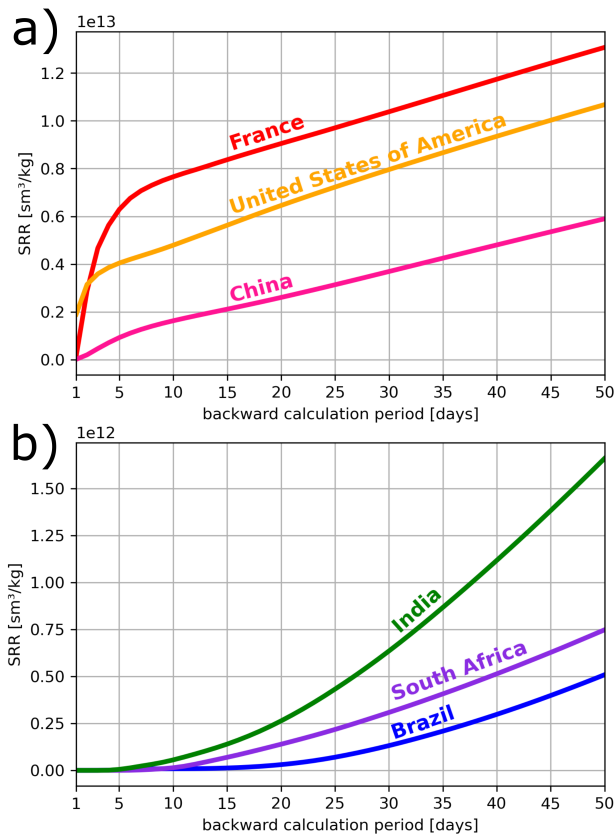 a)
1e13
SRR [sm³/kg]
1.2
1.0
0.8
0.6
0.4
0.2
0.0
France
United States of America
China
1 5 10 15 20 25 30 35 40 45 50
backward calculation period [days]
b)
1e12
SRR [sm³/kg]
1.50
1.25
1.00
0.75
0.50
0.25
0.00
India
South Africa
Brazil
1 5 10 15 20 25 30 35 40 45 50
backward calculation period [days]